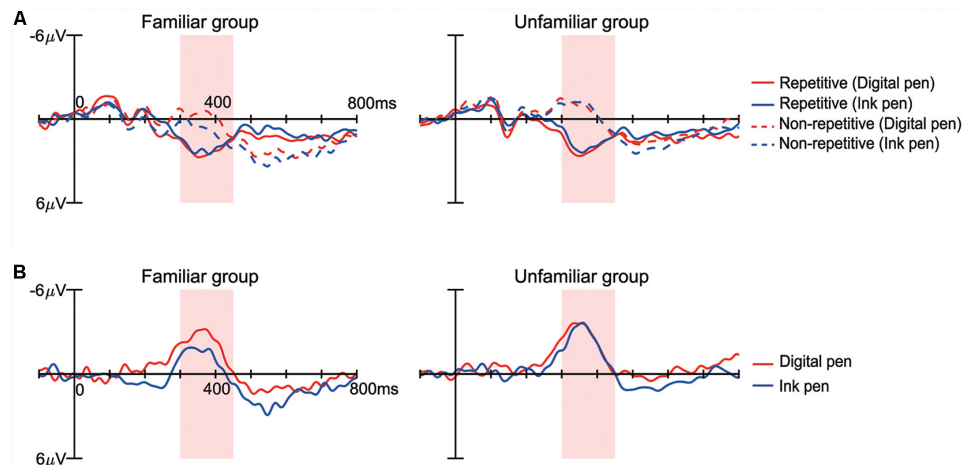 A
Familiar group
Unfamiliar group
-6μV
0
400
800ms
6μV
Repetitive (Digital pen)
Repetitive (Ink pen)
Non-repetitive (Digital pen)
Non-repetitive (Ink pen)
B
Familiar group
Unfamiliar group
-6μV
0
400
800ms
6μV
Digital pen
Ink pen